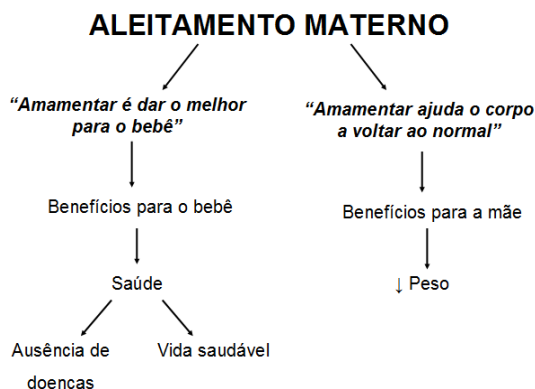 ALEITAMENTO MATERNO
“Amamentar é dar o melhor
para o bebê”
“Amamentar ajuda o corpo
a voltar ao normal”
Benefícios para o bebê
Benefícios para a mãe
Saúde
↓ Peso
Ausência de
doencas
Vida saudável